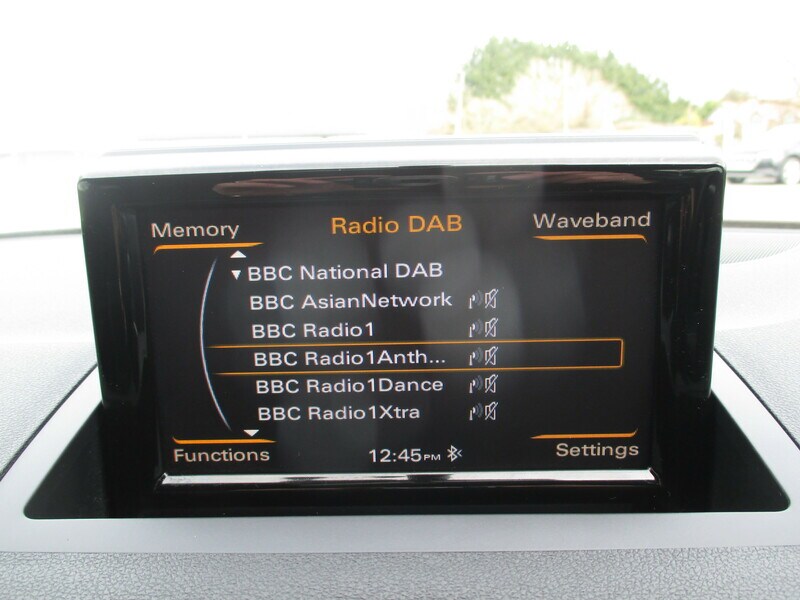 Memory
Radio DAB
Waveband
BBC National DAB
BBC AsianNetwork
BBC Radio1
BBC Radio1Anth...
BBC Radio1Dance
BBC Radio1Xtra
Functions
12:45PM
Settings